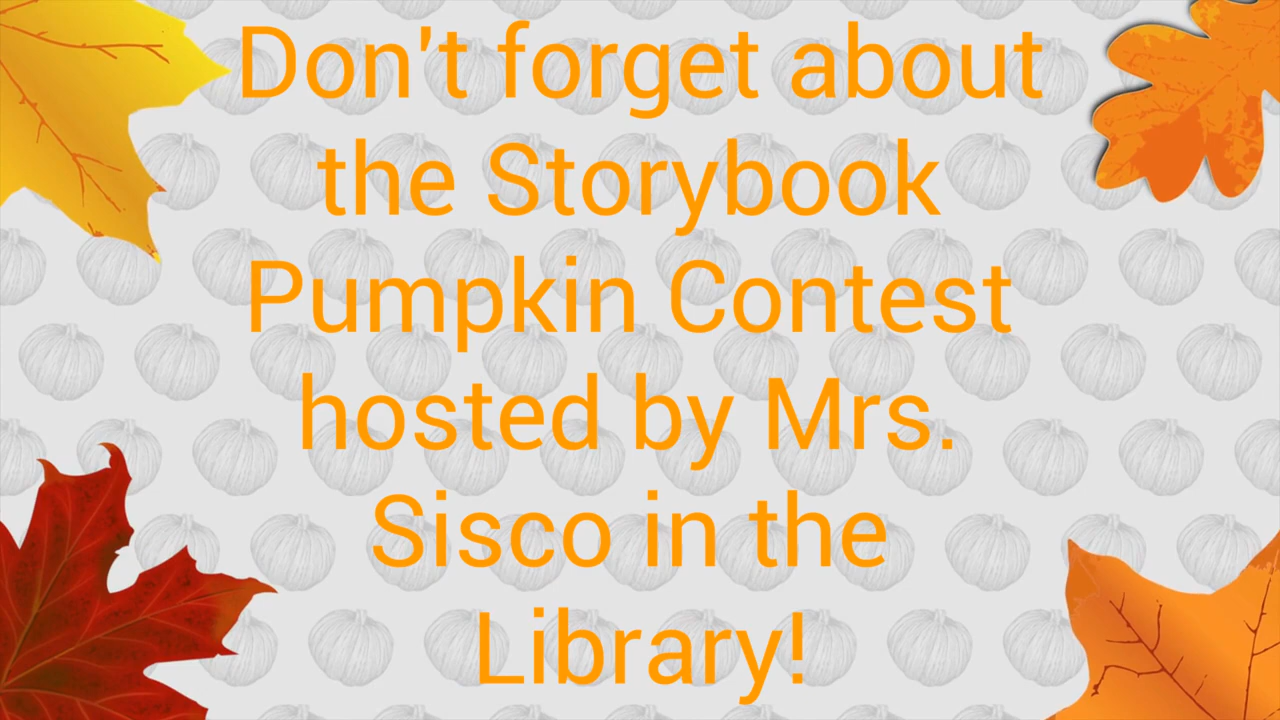 Don't forget about
the Storybook
Pumpkin Contest
hosted by Mrs.
Sisco in the
Library!